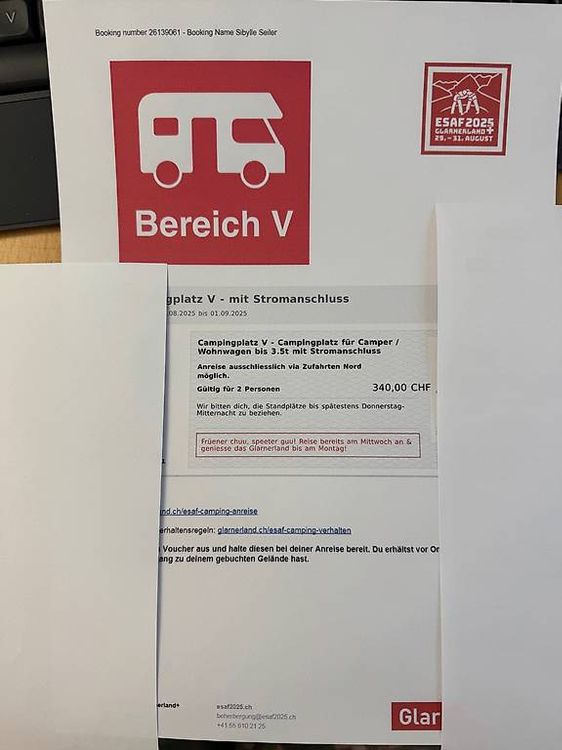 Booking number 26139061 - Booking Name Sibylle Seiler
ESAF 2025
GLARNERLAND+
29. - 31. AUGUST
Bereich V
gplatz V - mit Stromanschluss
.08.2025 bis 01.09.2025
Campingplatz V - Campingplatz für Camper /
Wohnwagen bis 3.5t mit Stromanschluss
Anreise ausschliesslich via Zufahrten Nord
möglich.
Gültig für 2 Personen
340,00 CHF
Wir bitten dich, die Standplätze bis spätestens Donnerstag-
Mitternacht zu beziehen.
Früener chuu, speeter guu! Reise bereits am Mittwoch an &
geniesse das Glarnerland bis am Montag!
nd.ch/esaf-camping-anreise
erhaltensregeln: glarnerland.ch/esaf-camping-verhalten
Voucher aus und halte diesen bei deiner Anreise bereit. Du erhältst vor Or
ang zu deinem gebuchten Gelände hast.
erland+
esaf2025.ch
beherbergung@esaf2025.ch
+41 55 610 21 25
Glar
V